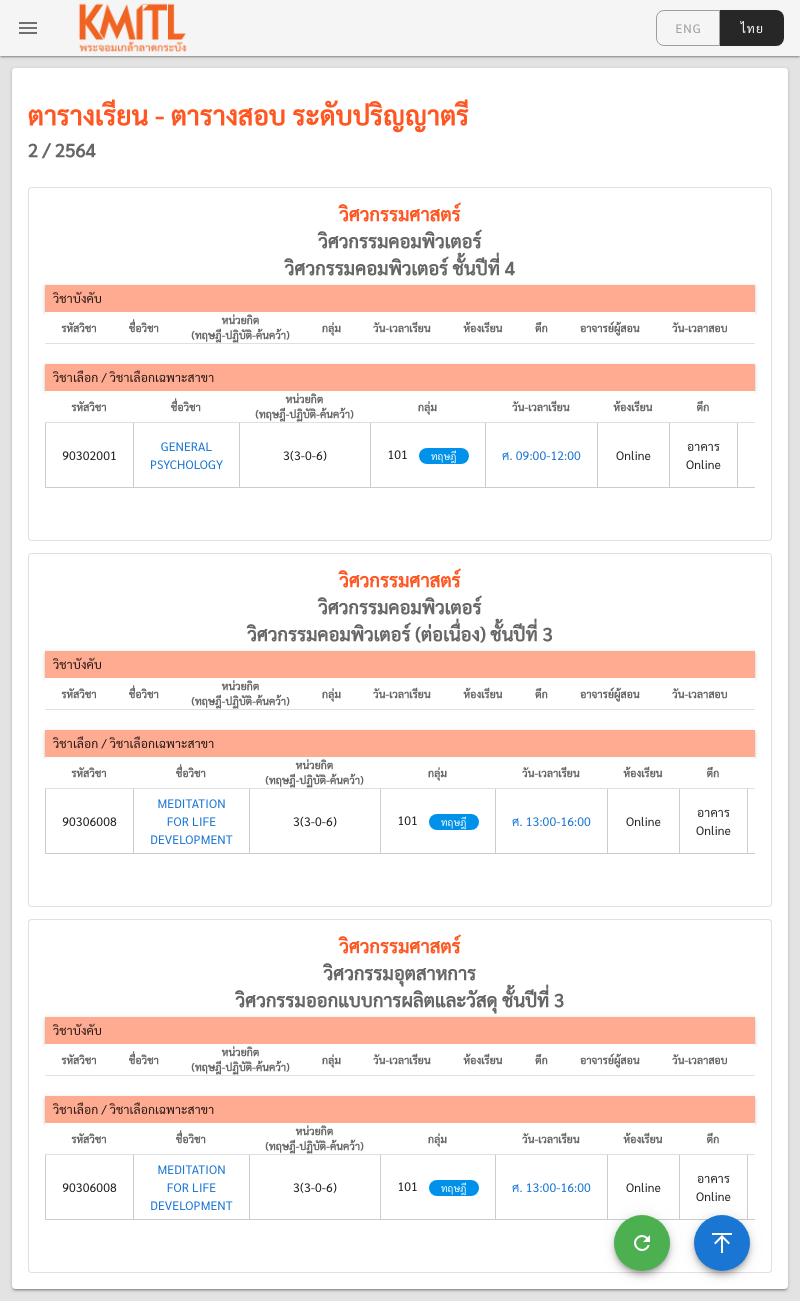 KMITL
พระจอมเกล้าลาดกระบัง
ENG
ไทย
ตารางเรียน - ตารางสอบ ระดับปริญญาตรี
2 / 2564
วิศวกรรมศาสตร์
วิศวกรรมคอมพิวเตอร์
วิศวกรรมคอมพิวเตอร์ ชั้นปีที่ 4
วิชาบังคับ
รหัสวิชา ชื่อวิชา หน่วยกิต กลุ่ม วัน-เวลาเรียน ห้องเรียน ตึก อาจารย์ผู้สอน วัน-เวลาสอบ
(ทฤษฎี-ปฏิบัติ-ค้นคว้า)
วิชาเลือก / วิชาเลือกเฉพาะสาขา
รหัสวิชา ชื่อวิชา หน่วยกิต กลุ่ม วัน-เวลาเรียน ห้องเรียน ตึก
(ทฤษฎี-ปฏิบัติ-ค้นคว้า)
90302001 GENERAL 3(3-0-6) 101 ทฤษฎี ศ. 09:00-12:00 Online อาคาร
PSYCHOLOGY Online
วิศวกรรมศาสตร์
วิศวกรรมคอมพิวเตอร์
วิศวกรรมคอมพิวเตอร์ (ต่อเนื่อง) ชั้นปีที่ 3
วิชาบังคับ
รหัสวิชา ชื่อวิชา หน่วยกิต กลุ่ม วัน-เวลาเรียน ห้องเรียน ตึก อาจารย์ผู้สอน วัน-เวลาสอบ
(ทฤษฎี-ปฏิบัติ-ค้นคว้า)
วิชาเลือก / วิชาเลือกเฉพาะสาขา
รหัสวิชา ชื่อวิชา หน่วยกิต กลุ่ม วัน-เวลาเรียน ห้องเรียน ตึก
(ทฤษฎี-ปฏิบัติ-ค้นคว้า)
MEDITATION
90306008 FOR LIFE 3(3-0-6) 101 ทฤษฎี ศ. 13:00-16:00 Online อาคาร
DEVELOPMENT Online
วิศวกรรมศาสตร์
วิศวกรรมอุตสาหการ
วิศวกรรมออกแบบการผลิตและวัสดุ ชั้นปีที่ 3
วิชาบังคับ
รหัสวิชา ชื่อวิชา หน่วยกิต กลุ่ม วัน-เวลาเรียน ห้องเรียน ตึก อาจารย์ผู้สอน วัน-เวลาสอบ
(ทฤษฎี-ปฏิบัติ-ค้นคว้า)
วิชาเลือก / วิชาเลือกเฉพาะสาขา
รหัสวิชา ชื่อวิชา หน่วยกิต กลุ่ม วัน-เวลาเรียน ห้องเรียน ตึก
(ทฤษฎี-ปฏิบัติ-ค้นคว้า)
MEDITATION
90306008 FOR LIFE 3(3-0-6) 101 ทฤษฎี ศ. 13:00-16:00 Online อาคาร
DEVELOPMENT Online